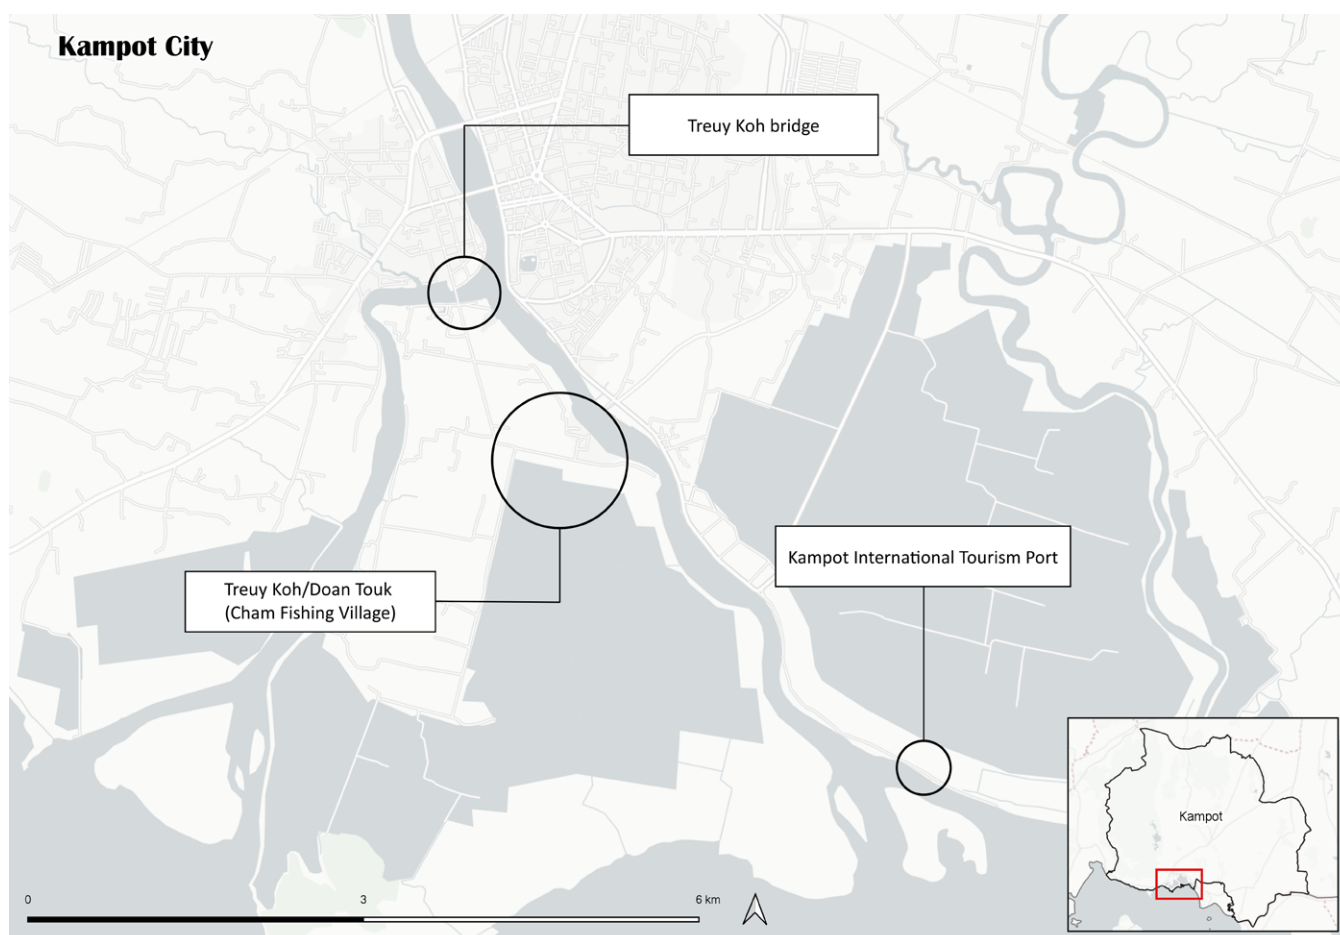 Kampot City
Treuy Koh bridge
Kampot International Tourism Port
Treuy Koh/Doan Touk
(Cham Fishing Village)
Kampot
0 3 6 km